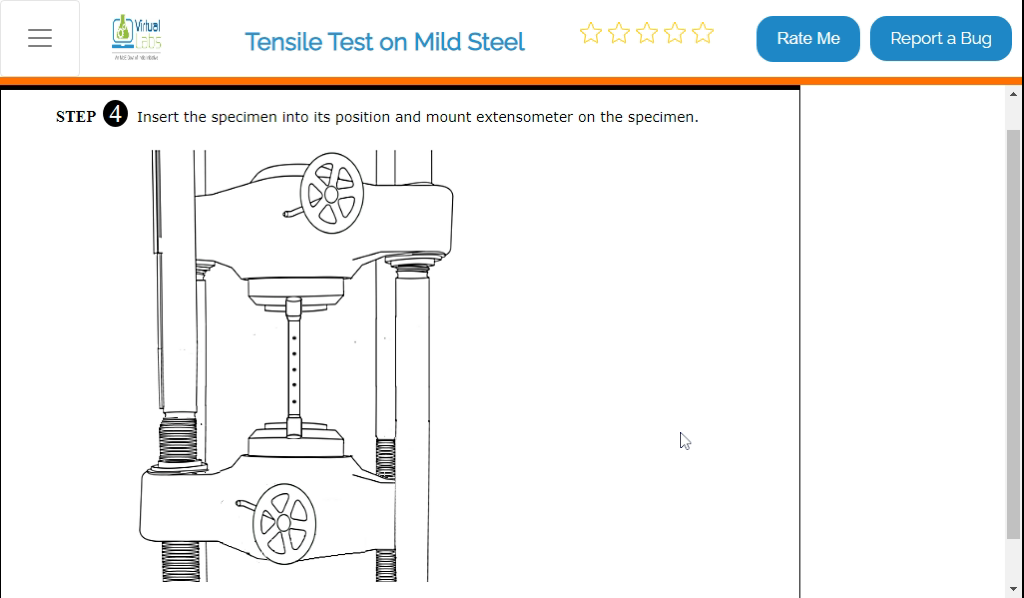 Virtual
Labs
Tensile Test on Mild Steel
Rate Me
Report a Bug
STEP 4 Insert the specimen into its position and mount extensometer on the specimen.